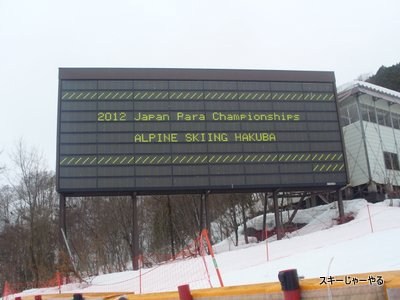 2012 Japan Para Championships
ALPINE SKIING HAKUBA
スキーじゃーやる